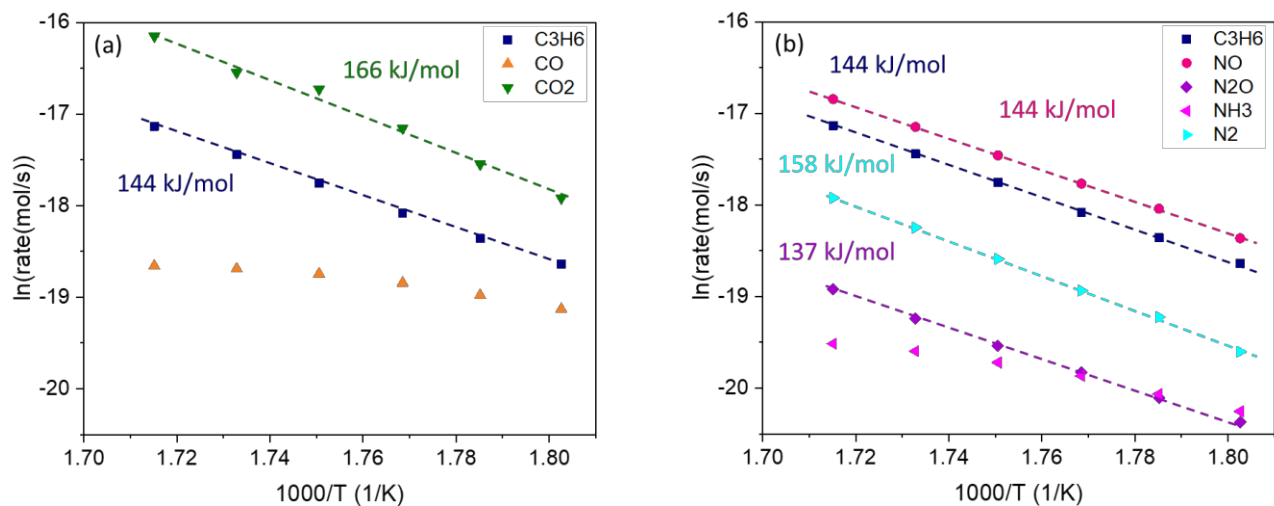 (a)
C3H6
CO
CO2
166 kJ/mol
144 kJ/mol
-16
-17
-18
-19
-20
ln(rate(mol/s))
1.70 1.72 1.74 1.76 1.78 1.80
1000/T (1/K)
(b)
C3H6
NO
N2O
NH3
N2
144 kJ/mol
144 kJ/mol
158 kJ/mol
137 kJ/mol
-16
-17
-18
-19
-20
ln(rate(mol/s))
1.70 1.72 1.74 1.76 1.78 1.80
1000/T (1/K)